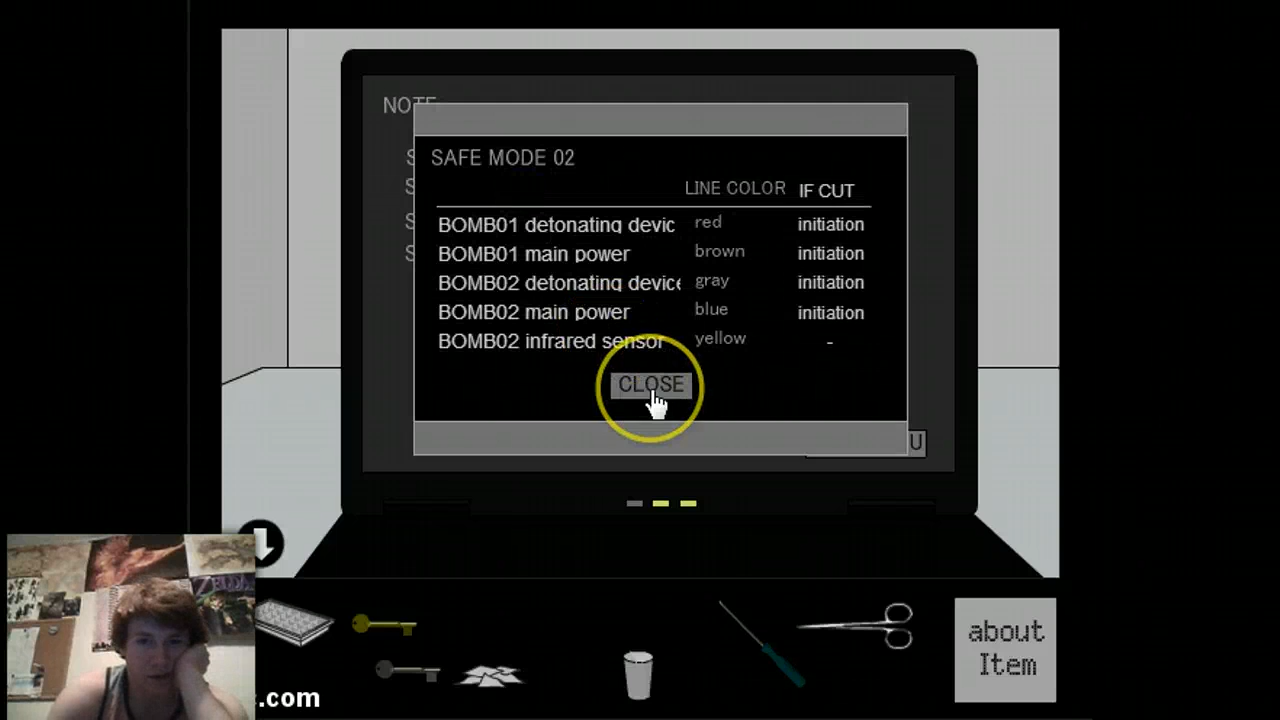 NOTE
S
SAFE MODE 02
S
LINE COLOR IF CUT
BOMB01 detonating devic red initiation
S
BOMB01 main power brown initiation
S
BOMB02 detonating device gray initiation
BOMB02 main power blue initiation
BOMB02 infrared sensor yellow -
CLOSE
U
about
Item
.com